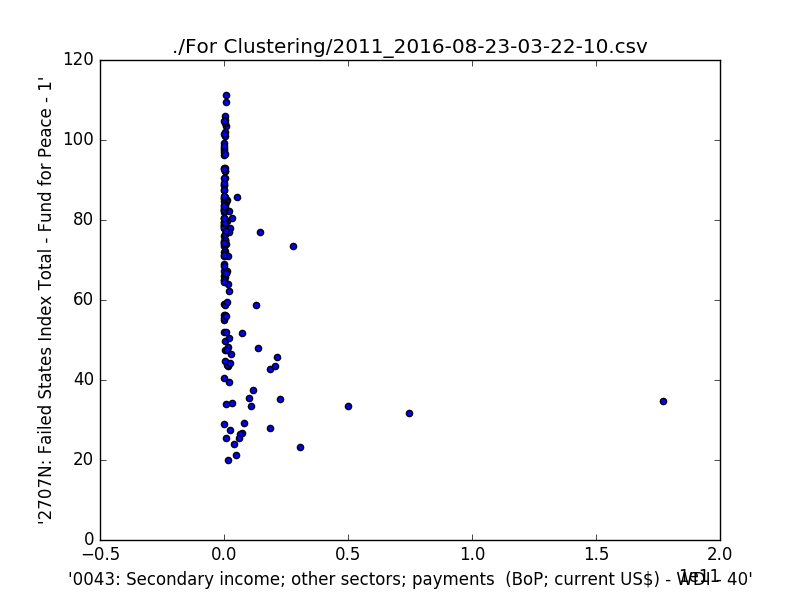 ./For Clustering/2011_2016-08-23-03-22-10.csv
120
100
80
60
40
20
0
'2707N: Failed States Index Total - Fund for Peace - 1'
−0.5 0.0 0.5 1.0 1.5 2.0
1e11
'0043: Secondary income; other sectors; payments  (BoP; current US$) - WDI - 40'